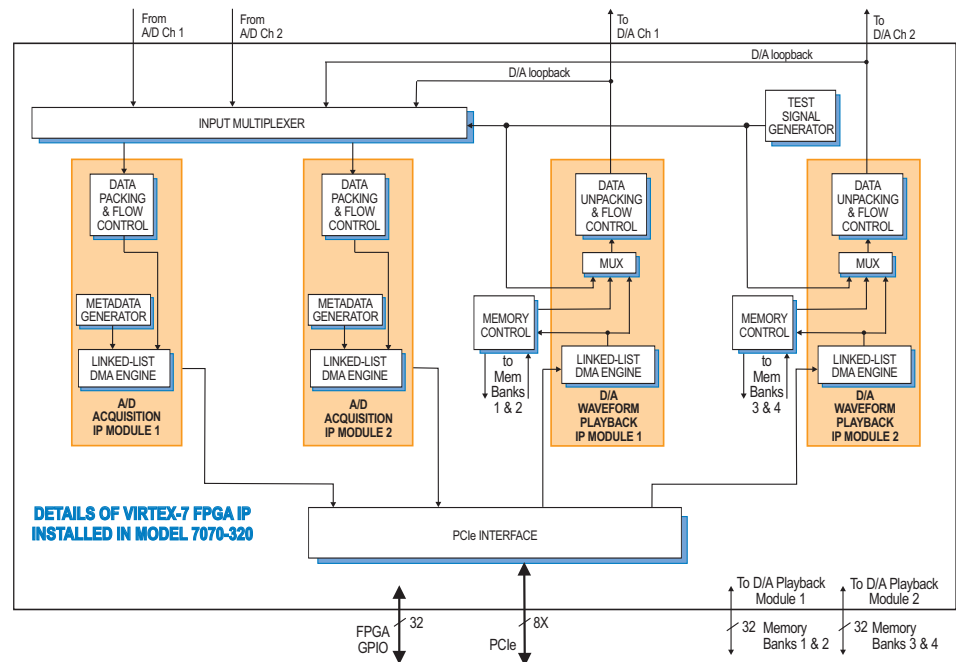 From
A/D Ch 1
From
A/D Ch 2
To
D/A Ch 1
To
D/A Ch 2
D/A loopback
D/A loopback
INPUT MULTIPLEXER
TEST
SIGNAL
GENERATOR
DATA
PACKING
& FLOW
CONTROL
METADATA
GENERATOR
LINKED-LIST
DMA ENGINE
A/D
ACQUISITION
IP MODULE 1
DATA
PACKING
& FLOW
CONTROL
METADATA
GENERATOR
LINKED-LIST
DMA ENGINE
A/D
ACQUISITION
IP MODULE 2
DATA
UNPACKING
& FLOW
CONTROL
MUX
MEMORY
CONTROL
to
Mem
Banks
1 & 2
LINKED-LIST
DMA ENGINE
D/A
WAVEFORM
PLAYBACK
IP MODULE 1
DATA
UNPACKING
& FLOW
CONTROL
MUX
MEMORY
CONTROL
to
Mem
Banks
3 & 4
LINKED-LIST
DMA ENGINE
D/A
WAVEFORM
PLAYBACK
IP MODULE 2
DETAILS OF VIRTEX-7 FPGA IP
INSTALLED IN MODEL 7070-320
PCIe INTERFACE
32
FPGA
GPIO
8X
PCIe
To D/A Playback
Module 1
32 Memory
Banks 1 & 2
To D/A Playback
Module 2
32 Memory
Banks 3 & 4